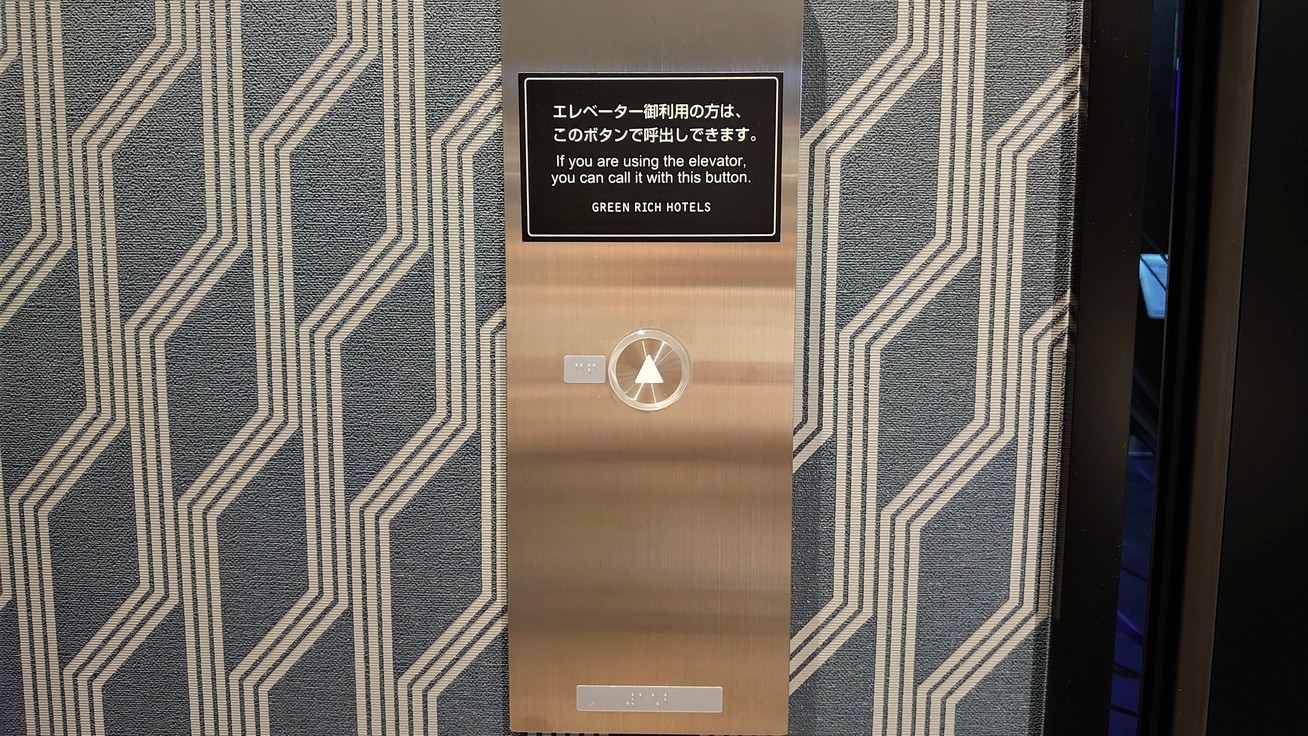 エレベーター御利用の方は、
このボタンで呼出しできます。
If you are using the elevator,
you can call it with this button.
GREEN RICH HOTELS